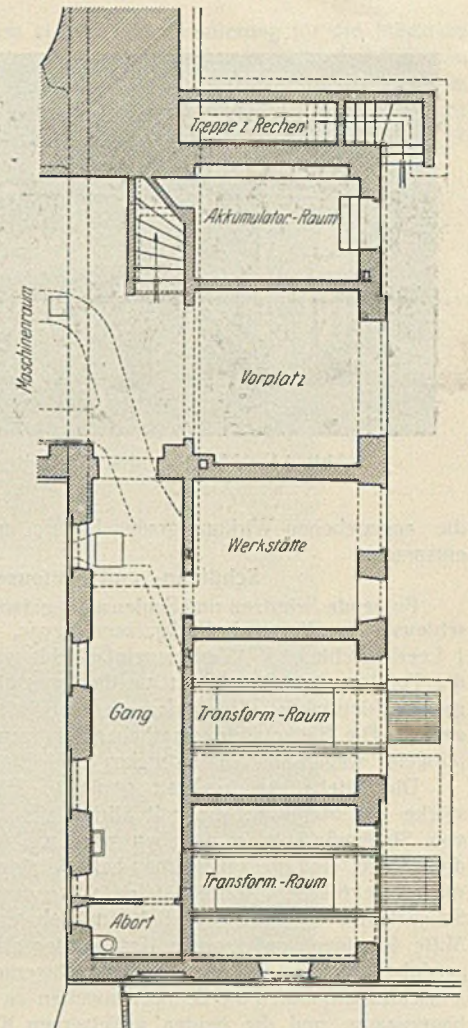 Treppe z Rechen
Akkumulator.-Raum
Maschinenraum
Vorplatz
Werkstätte
Gang
Transform.-Raum
Transform.-Raum
Abort